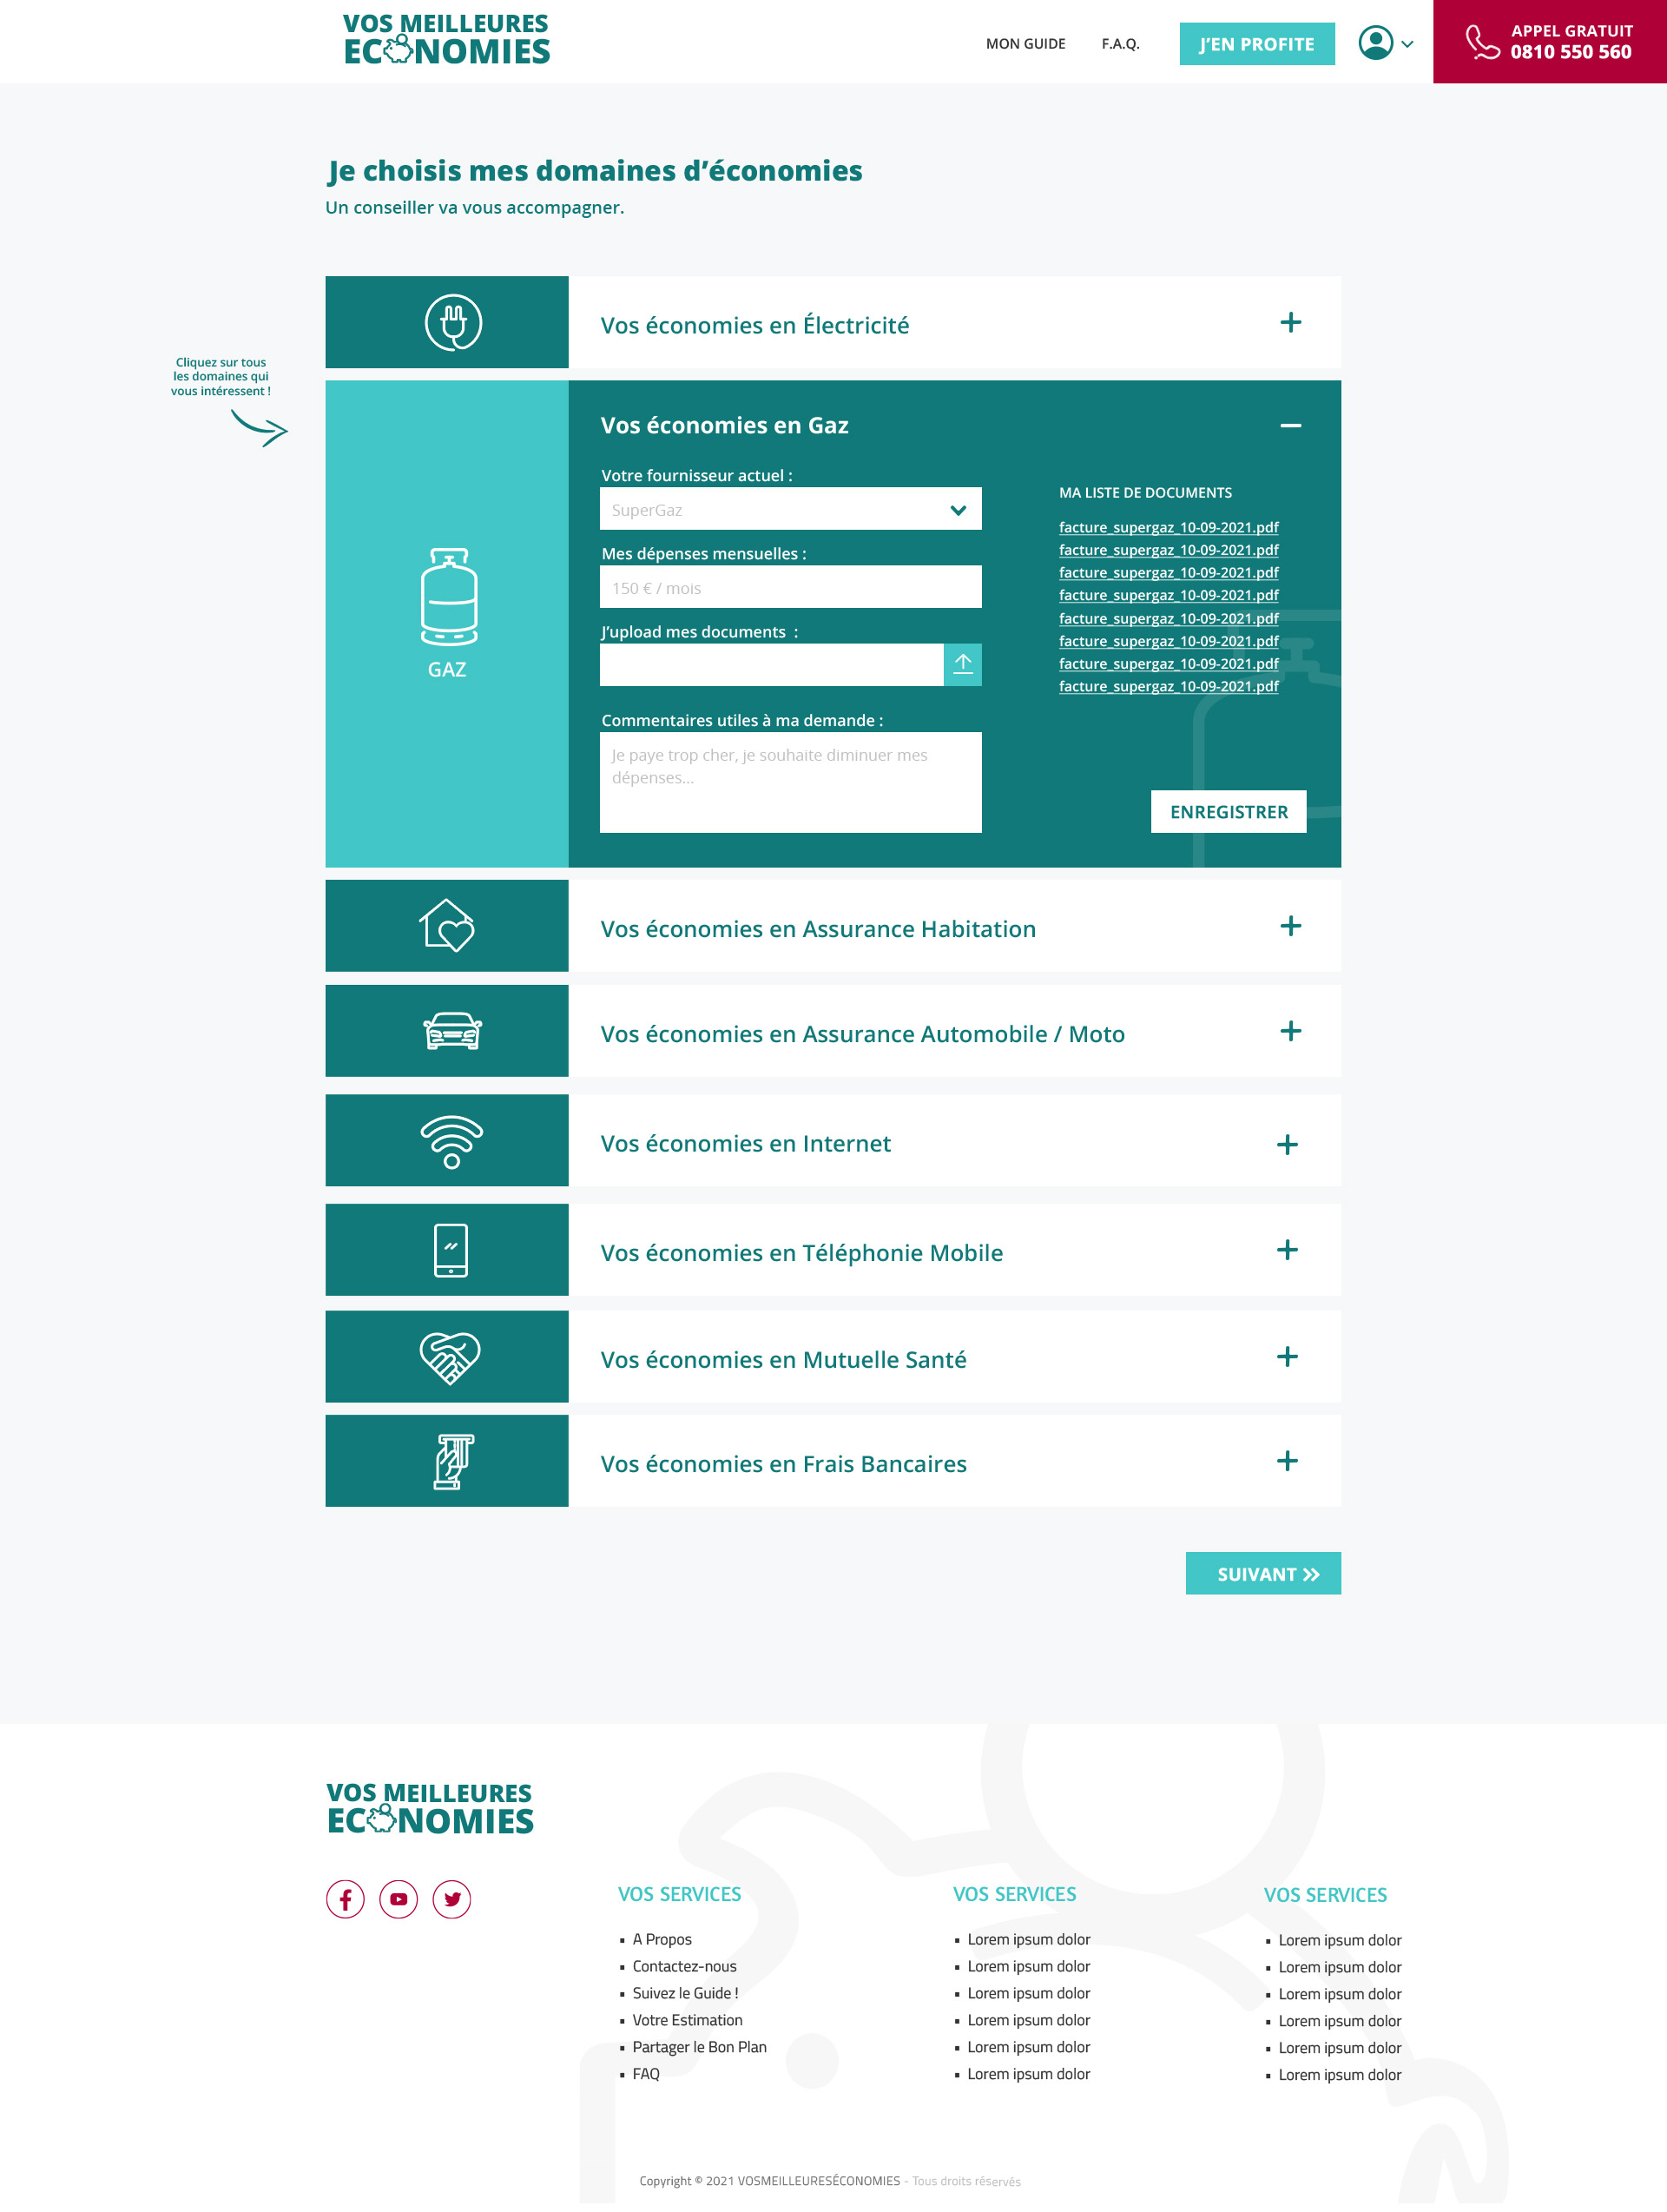 VOS MEILLEURES
ECONOMIES
MON GUIDE
F.A.Q.
J'EN PROFITE
APPEL GRATUIT
0810 550 560
Je choisis mes domaines d'économies
Un conseiller va vous accompagner.
Vos économies en Électricité
Cliquez sur tous
les domaines qui
vous intéressent !
GAZ
Vos économies en Gaz
Votre fournisseur actuel :
SuperGaz
Mes dépenses mensuelles :
150 € / mois
J'upload mes documents :
Commentaires utiles à ma demande :
Je paye trop cher, je souhaite diminuer mes
dépenses...
MA LISTE DE DOCUMENTS
facture_supergaz_10-09-2021.pdf
facture_supergaz_10-09-2021.pdf
facture_supergaz_10-09-2021.pdf
facture_supergaz_10-09-2021.pdf
facture_supergaz_10-09-2021.pdf
facture_supergaz_10-09-2021.pdf
facture_supergaz_10-09-2021.pdf
facture_supergaz_10-09-2021.pdf
ENREGISTRER
Vos économies en Assurance Habitation
Vos économies en Assurance Automobile / Moto
Vos économies en Internet
Vos économies en Téléphonie Mobile
Vos économies en Mutuelle Santé
Vos économies en Frais Bancaires
SUIVANT
VOS MEILLEURES
ECONOMIES
VOS SERVICES
A Propos
Contactez-nous
Suivez le Guide !
Votre Estimation
Partager le Bon Plan
FAQ
VOS SERVICES
Lorem ipsum dolor
Lorem ipsum dolor
Lorem ipsum dolor
Lorem ipsum dolor
Lorem ipsum dolor
Lorem ipsum dolor
VOS SERVICES
Lorem ipsum dolor
Lorem ipsum dolor
Lorem ipsum dolor
Lorem ipsum dolor
Lorem ipsum dolor
Lorem ipsum dolor
Copyright © 2021 VOSMEILLEURESÉCONOMIES - Tous droits réservés